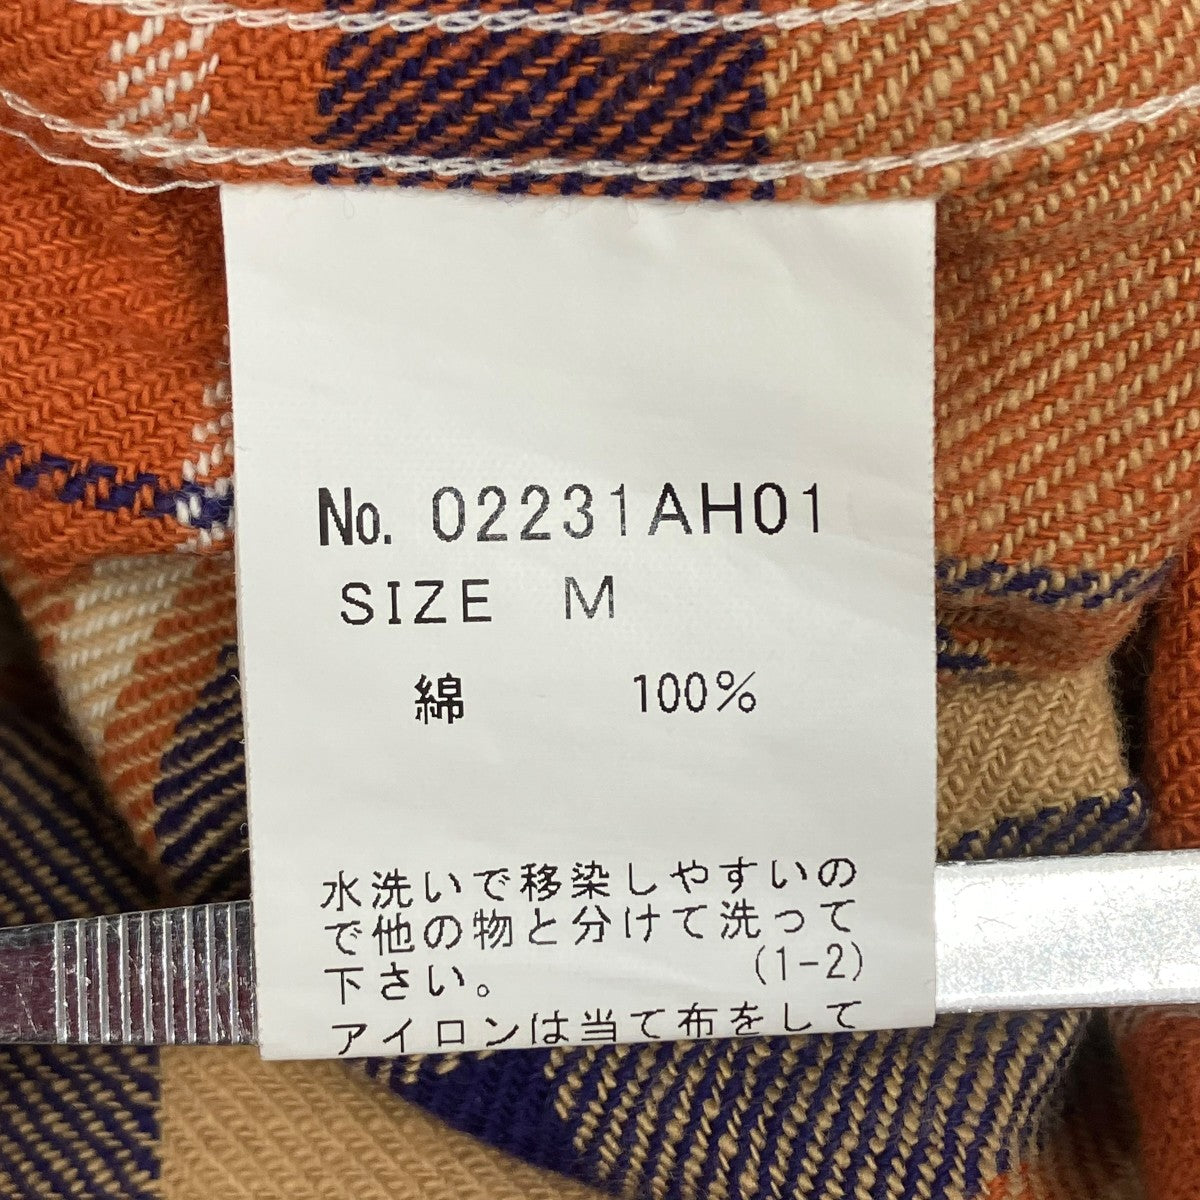 No. 02231AH01
SIZE M
綿 100%
水洗いで移染しやすいの
で他の物と分けて洗って
下さい。 (1-2)
アイロンは当て布をして